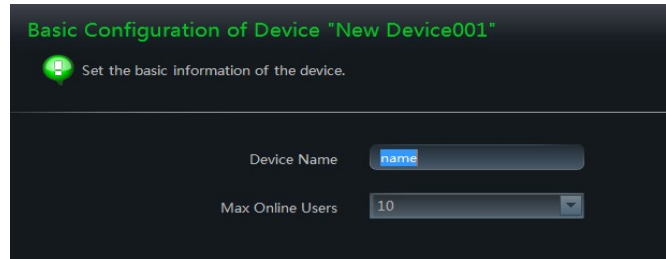 Basic Configuration of Device "New Device001"
Set the basic information of the device.
Device Name name
Max Online Users 10